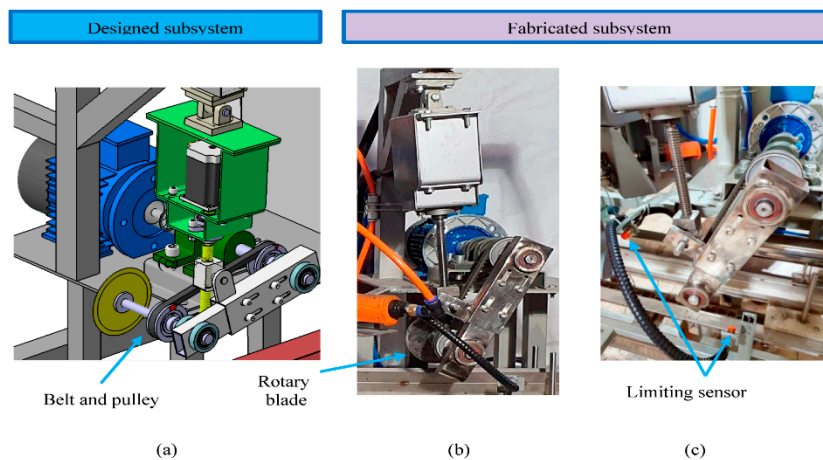 Designed subsystem
Fabricated subsystem
Belt and pulley
Rotary
blade
Limiting sensor
(a)
(b)
(c)